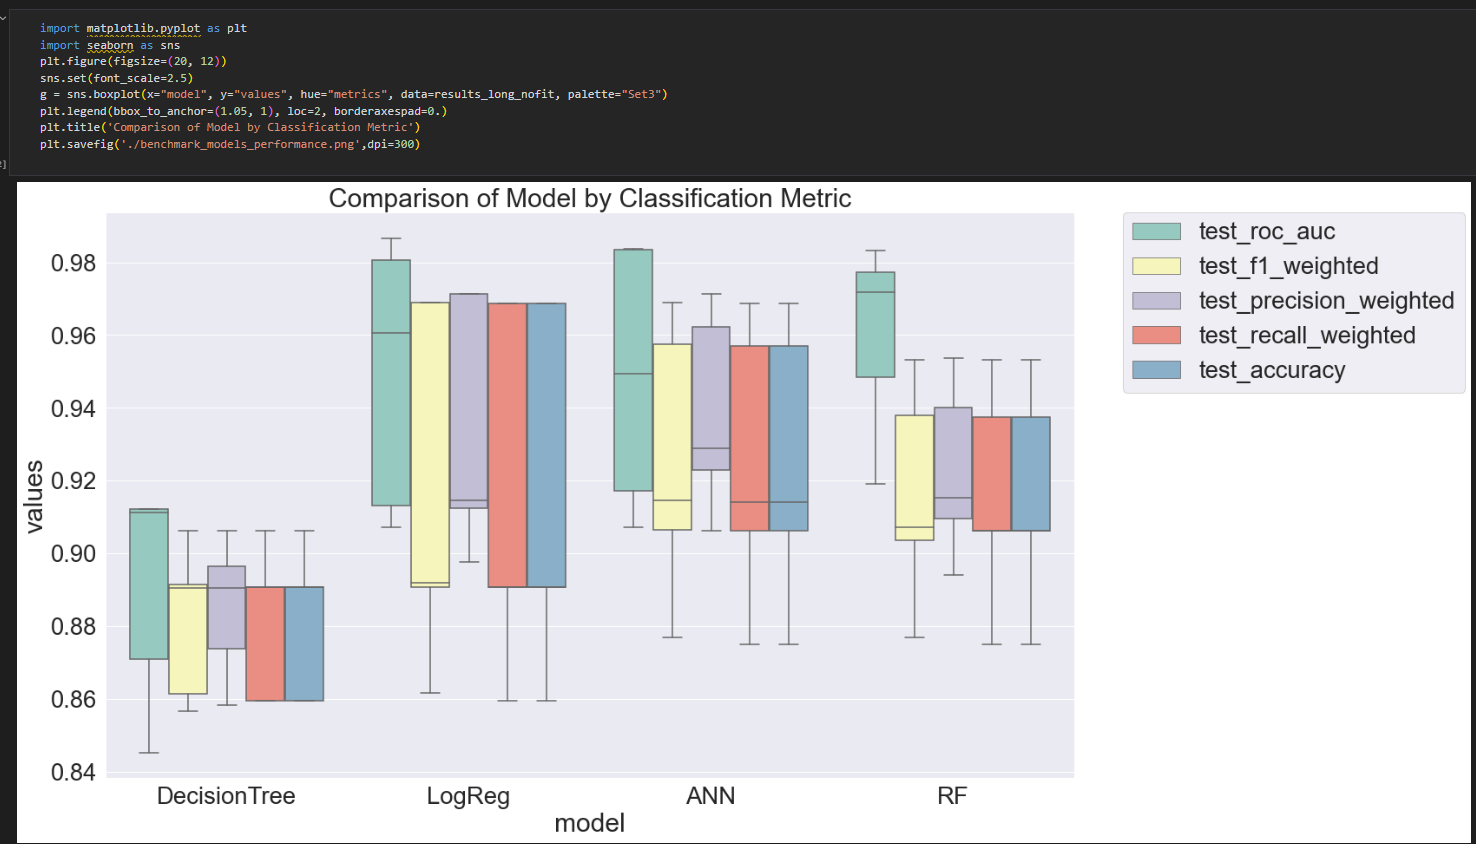 import matplotlib.pyplot as plt
import seaborn as sns
plt.figure(figsize=(20, 12))
sns.set(font_scale=2.5)
g = sns.boxplot(x="model", y="values", hue="metrics", data=results_long_nofit, palette="Set3")
plt.legend(bbox_to_anchor=(1.05, 1), loc=2, borderaxespad=0.)
plt.title('Comparison of Model by Classification Metric')
plt.savefig('./benchmark_models_performance.png',dpi=300)
Comparison of Model by Classification Metric
test_roc_auc
test_f1_weighted
test_precision_weighted
test_recall_weighted
test_accuracy
values
0.98
0.96
0.94
0.92
0.90
0.88
0.86
0.84
DecisionTree
LogReg
ANN
RF
model